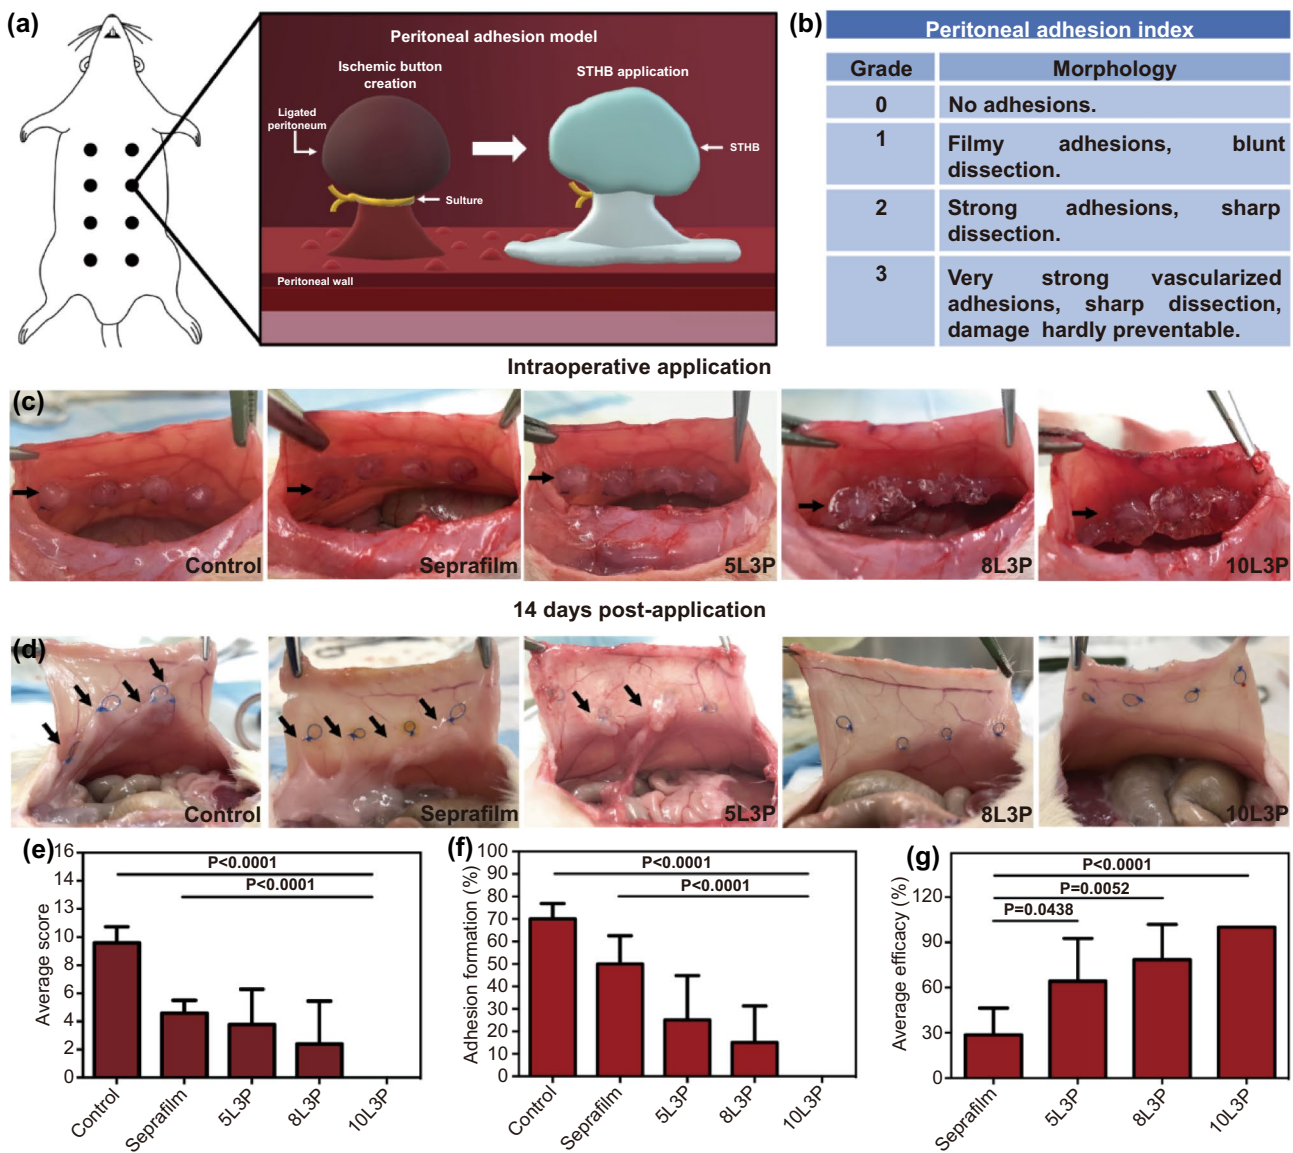 (a)
Peritoneal adhesion model
Ischemic button
creation
STHB application
Ligated
peritoneum
STHB
Sulture
Peritoneal wall
(b)
Peritoneal adhesion index
Grade Morphology
0 No adhesions.
1 Filmy adhesions, blunt
dissection.
2 Strong adhesions, sharp
dissection.
3 Very strong vascularized
adhesions, sharp dissection,
damage hardly preventable.
Intraoperative application
(c)
Control
Seprafilm
5L3P
8L3P
10L3P
14 days post-application
(d)
Control
Seprafilm
5L3P
8L3P
10L3P
(e)
Average score
16
14
13
10
8
6
4
2
0
P<0.0001
P<0.0001
Control
Seprafilm
5L3P
8L3P
10L3P
(f)
Adhesion formation (%)
100
90
80
70
60
50
40
30
20
10
0
P<0.0001
P<0.0001
Control
Seprafilm
5L3P
8L3P
10L3P
(g)
Average efficacy (%)
120
90
60
30
0
P<0.0001
P=0.0052
P=0.0438
Seprafilm
5L3P
8L3P
10L3P